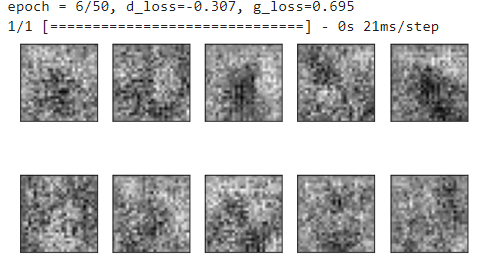 epoch = 6/50, d_loss=-0.307, g_loss=0.695
1/1 [==============================] - 0s 21ms/step